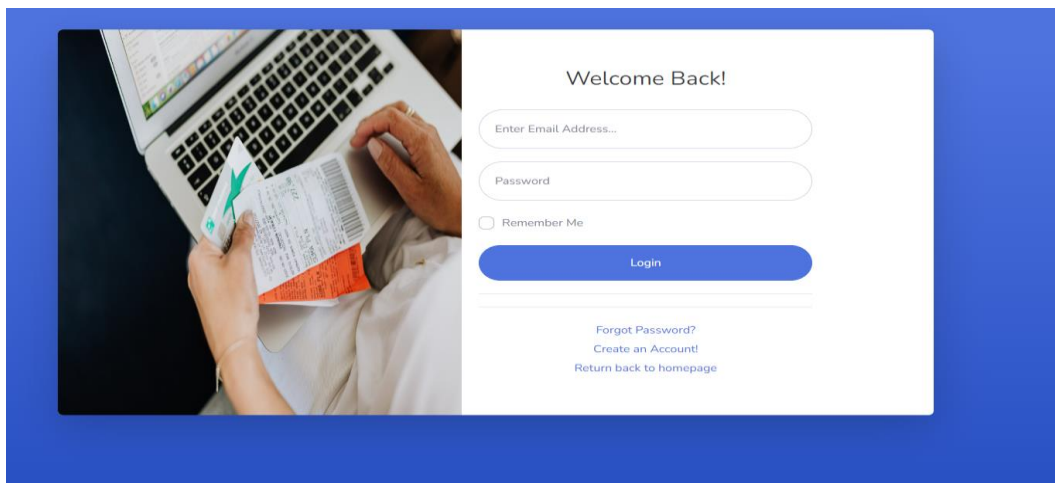 Welcome Back!
Enter Email Address...
Password
Remember Me
Login
Forgot Password?
Create an Account!
Return back to homepage